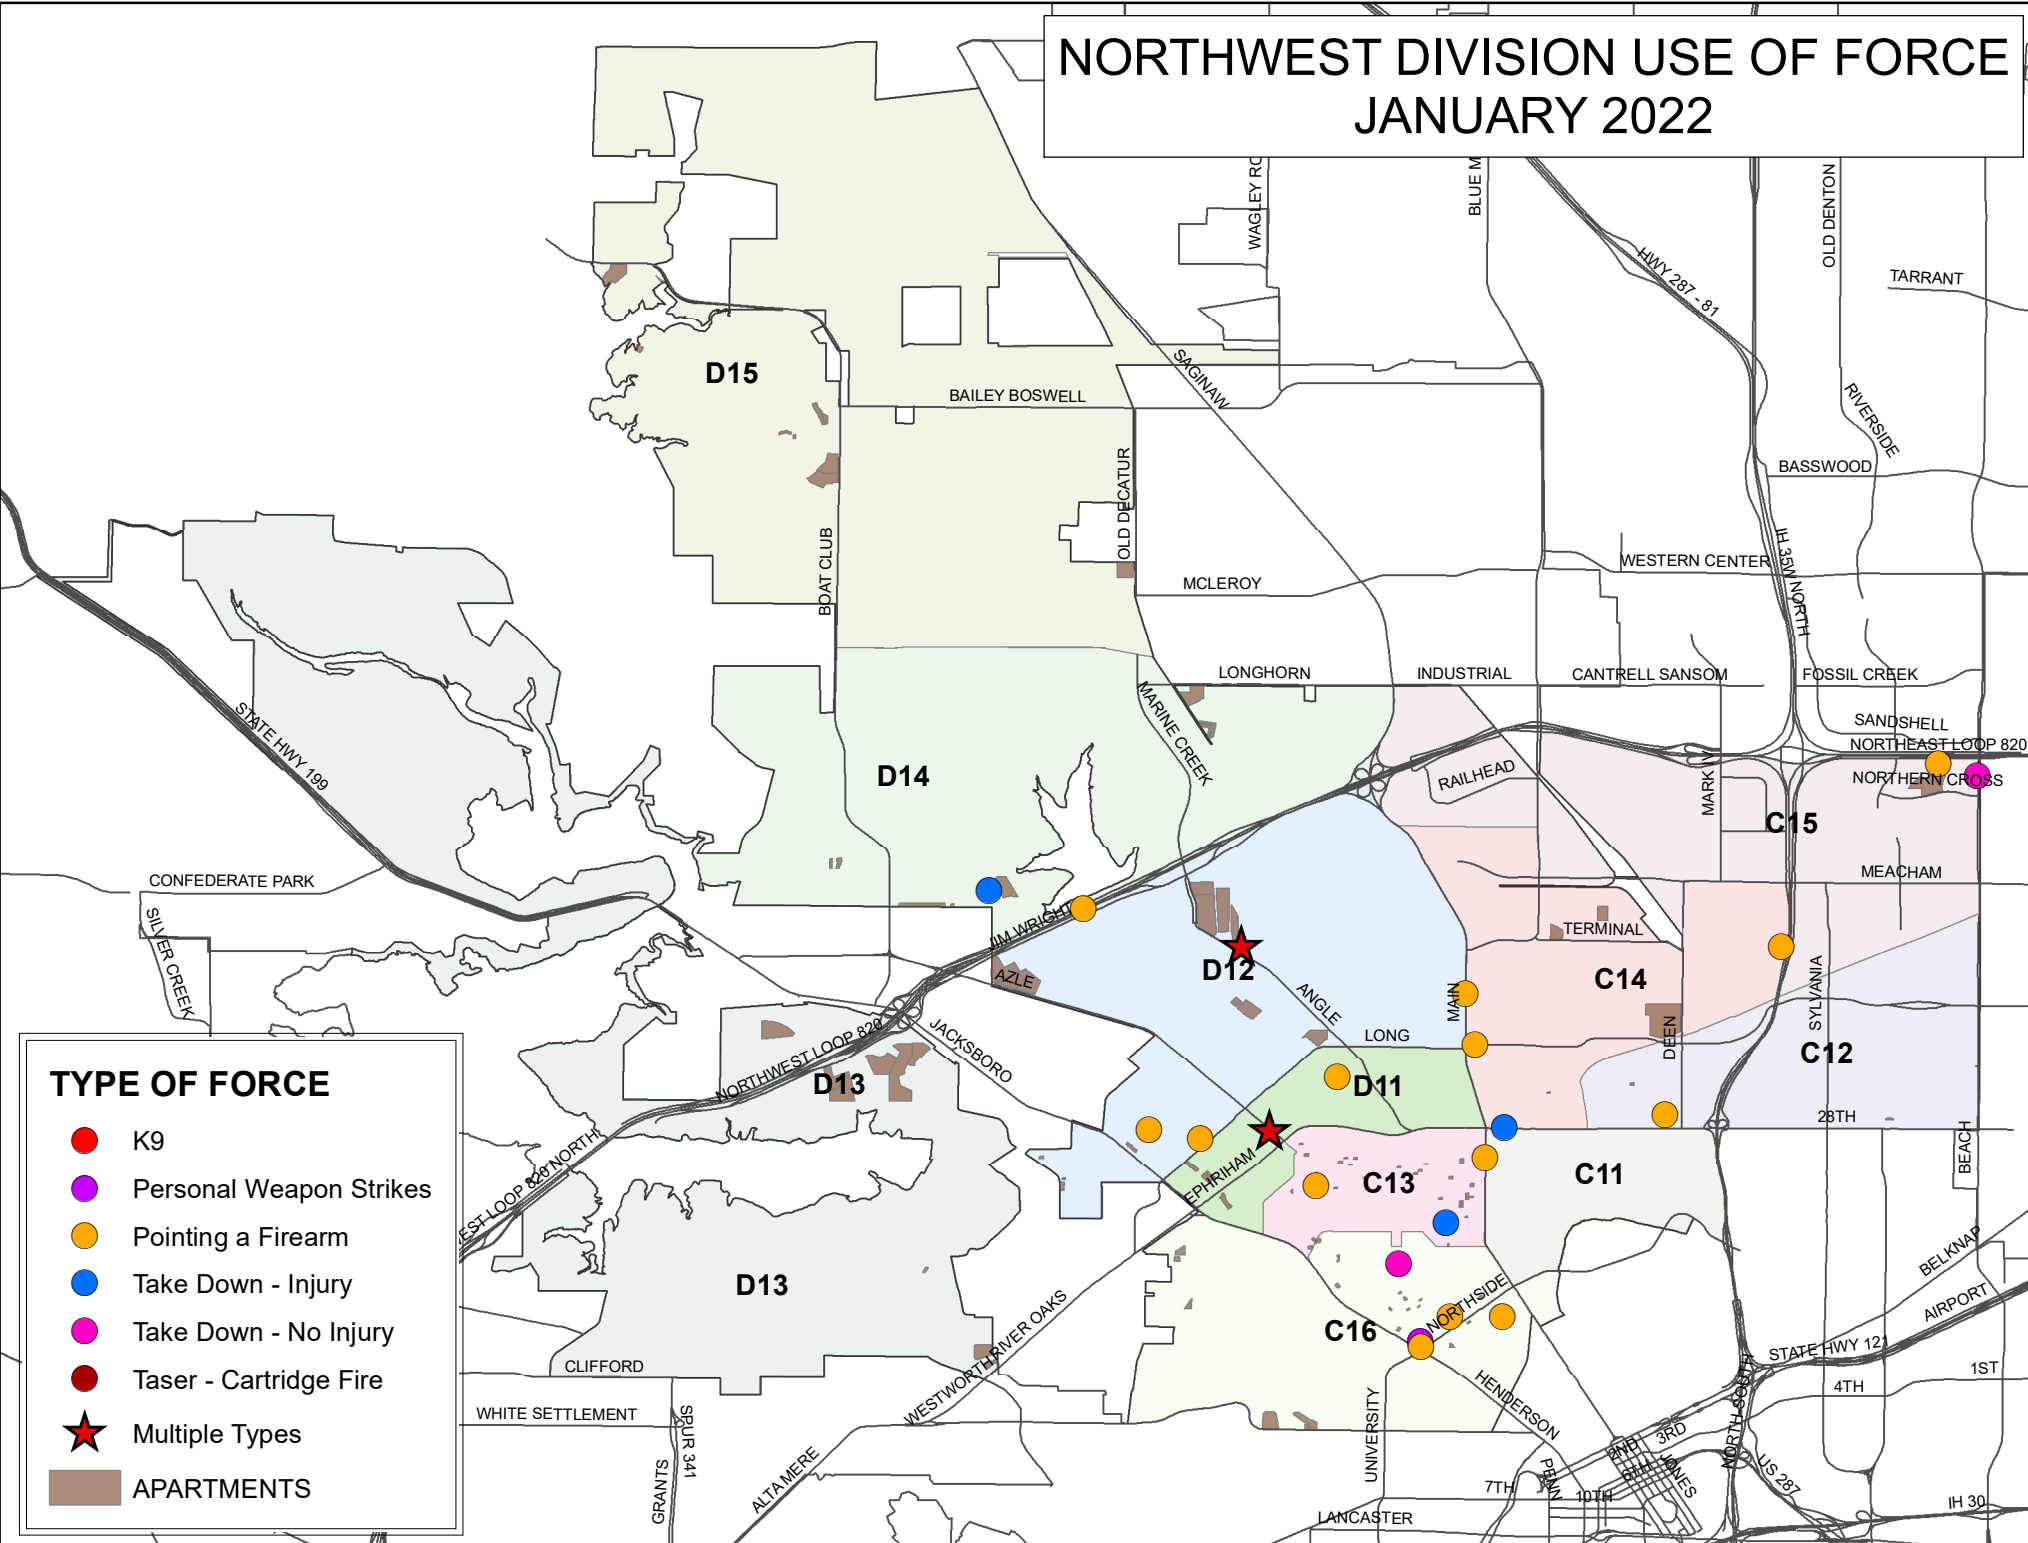 NORTHWEST DIVISION USE OF FORCE
JANUARY 2022
WAGLEY
OLD DENTON
HWY 287 - 81
TARRANT
D15
SAGINAW
BAILEY BOSWELL
RIVERSIDE
BASSWOOD
OLD DECATUR
BOAT CLUB
IH 35W NORTH
WESTERN CENTER
MCLEROY
LONGHORN
INDUSTRIAL
CANTRELL SANSOM
FOSSIL CREEK
MARINE CREEK
STATE HWY 199
SANDSHELL
NORTHEAST LOOP 820
D14
RAILHEAD
MARK IV
NORTHERN CROSS
C15
CONFEDERATE PARK
MEACHAM
SILVER CREEK
JIM WRIGHT
TERMINAL
D12
AZLE
C14
ANGLE
MAIN
SYLVANIA
JACKSBORO
LONG
DEEN
C12
NORTHWEST LOOP 820
D13
D11
28TH
BEACH
EPHRIHAM
C13
C11
EST LOOP 820 NORTH
D13
BELKNAP
WESTWORTH
RIVER OAKS
C16
NORTHSIDE
AIRPORT
STATE HWY 121
CLIFFORD
1ST
4TH
WHITE SETTLEMENT
SPUR 341
HENDERSON
UNIVERSITY
NORTH-SOUTH
3RD
2ND
6TH
JONES
GRANTS
ALTA MERE
7TH
PENN
10TH
US 287
IH 30
LANCASTER
TYPE OF FORCE
K9
Personal Weapon Strikes
Pointing a Firearm
Take Down - Injury
Take Down - No Injury
Taser - Cartridge Fire
Multiple Types
APARTMENTS